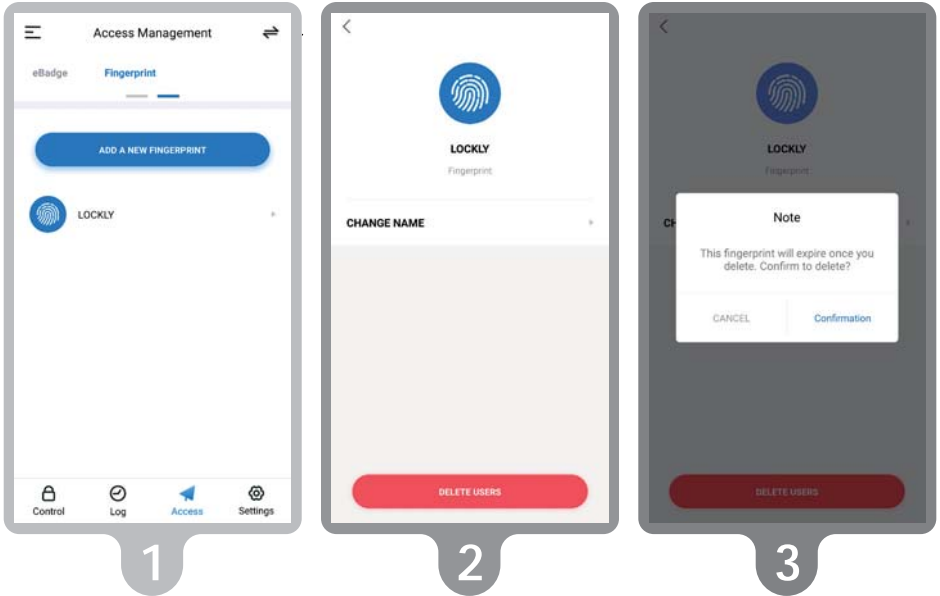 Access Management
eBadge Fingerprint
ADD A NEW FINGERPRINT
LOCKLY
Control Log Access Settings
1
LOCKLY
Fingerprint
CHANGE NAME
DELETE USERS
2
LOCKLY
Fingerprint
CH
Note
This fingerprint will expire once you
delete. Confirm to delete?
CANCEL Confirmation
DELETE USERS
3